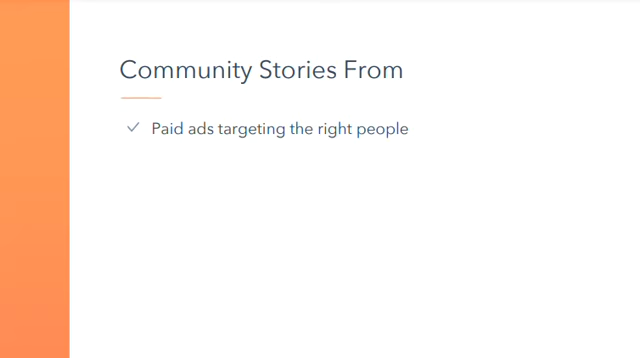 Community Stories From
Paid ads targeting the right people